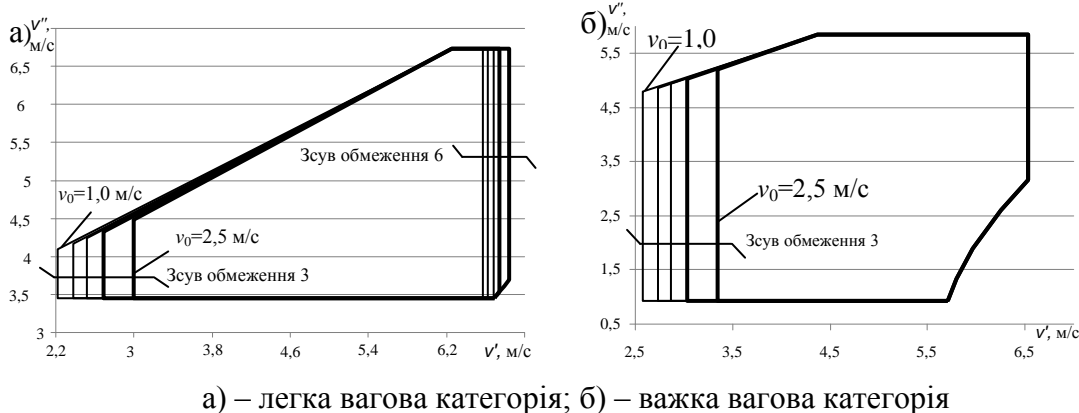 а) v″, м/с
6,5
6
5,5
5
4,5
4
3,5
3
2,2 3 3,8 4,6 5,4 6,2 v′, м/с
v₀=1,0 м/с
v₀=2,5 м/с
Зсув обмеження 3
Зсув обмеження 6
б) v″, м/с
5,5
4,5
3,5
2,5
1,5
0,5
2,5 3,5 4,5 5,5 6,5
v′, м/с
v₀=1,0
v₀=2,5 м/с
Зсув обмеження 3
а) – легка вагова категорія; б) – важка вагова категорія